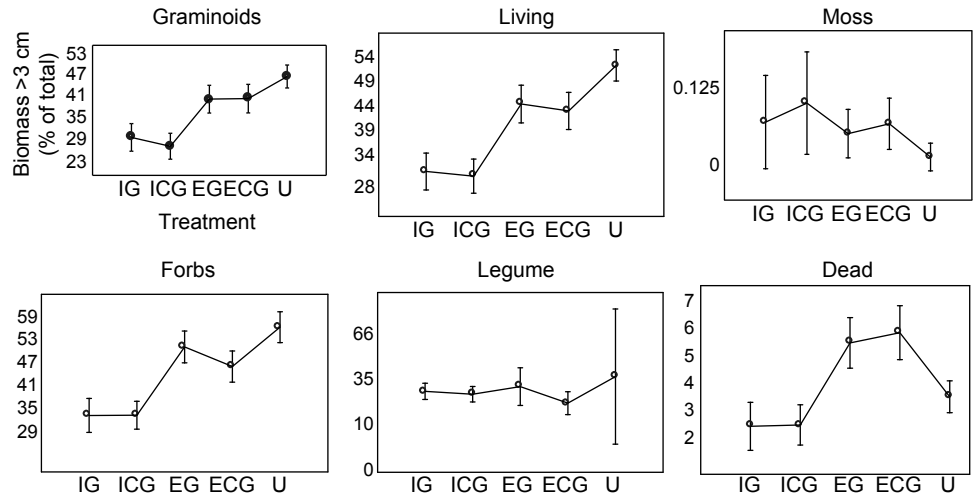 Graminoids
Biomass >3 cm
(% of total)
53
47
41
35
29
23
IG ICG EG ECG U
Treatment
Living
54
49
44
39
34
28
IG ICG EG ECG U
Moss
0.125
0
IG ICG EG ECG U
Forbs
59
53
47
41
35
29
IG ICG EG ECG U
Legume
66
35
10
0
IG ICG EG ECG U
Dead
7
6
5
4
3
2
IG ICG EG ECG U